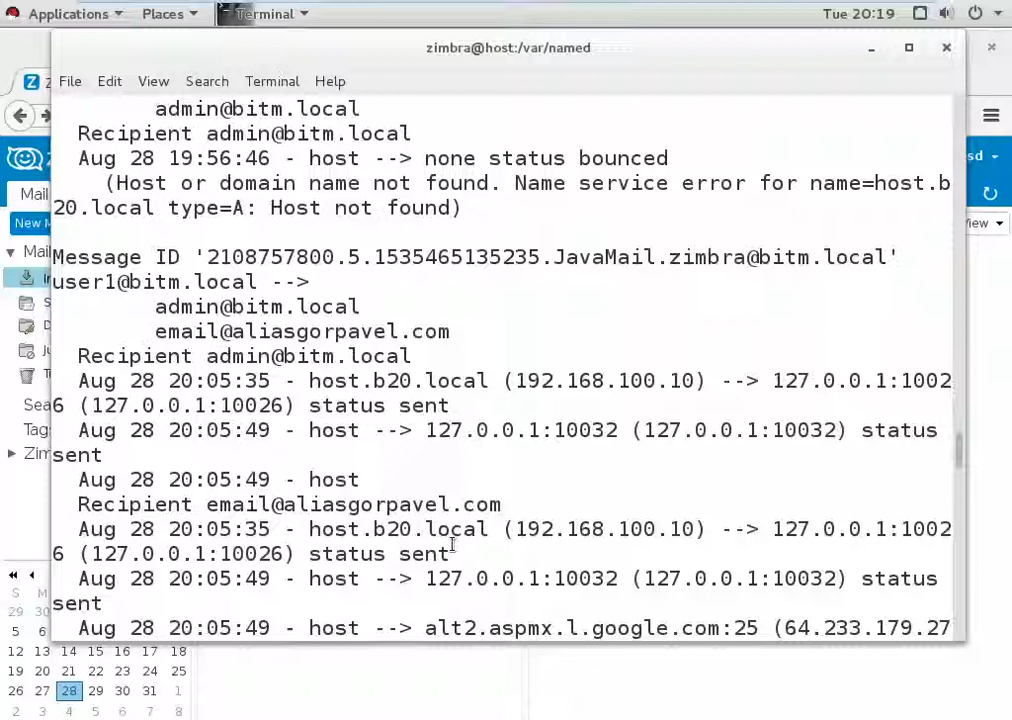 Applications Places Terminal Tue 20:19
zimbra@host:/var/named
File Edit View Search Terminal Help
admin@bitm.local
Recipient admin@bitm.local
Aug 28 19:56:46 - host --> none status bounced
(Host or domain name not found. Name service error for name=host.b
20.local type=A: Host not found)
Message ID '2108757800.5.1535465135235.JavaMail.zimbra@bitm.local'
user1@bitm.local -->
admin@bitm.local
email@aliasgorpavel.com
Recipient admin@bitm.local
Aug 28 20:05:35 - host.b20.local (192.168.100.10) --> 127.0.0.1:1002
6 (127.0.0.1:10026) status sent
Aug 28 20:05:49 - host --> 127.0.0.1:10032 (127.0.0.1:10032) status
sent
Aug 28 20:05:49 - host
Recipient email@aliasgorpavel.com
Aug 28 20:05:35 - host.b20.local (192.168.100.10) --> 127.0.0.1:1002
6 (127.0.0.1:10026) status sent
Aug 28 20:05:49 - host --> 127.0.0.1:10032 (127.0.0.1:10032) status
sent
Aug 28 20:05:49 - host --> alt2.aspmx.l.google.com:25 (64.233.179.27
Z
sd
Mail
New M
iew
Mail
In
S
D
Ju
T
Sea
Tag
Zim
S M
29 30
5 6
12 13 14 15 16 17 18
19 20 21 22 23 24 25
26 27 28 29 30 31 1
2 3 4 5 6 7 8